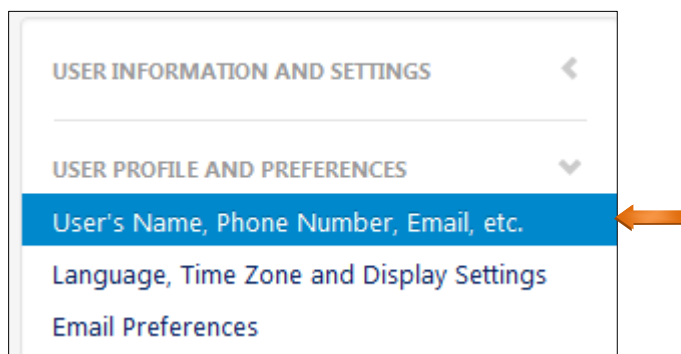 USER INFORMATION AND SETTINGS
USER PROFILE AND PREFERENCES
User's Name, Phone Number, Email, etc.
Language, Time Zone and Display Settings
Email Preferences